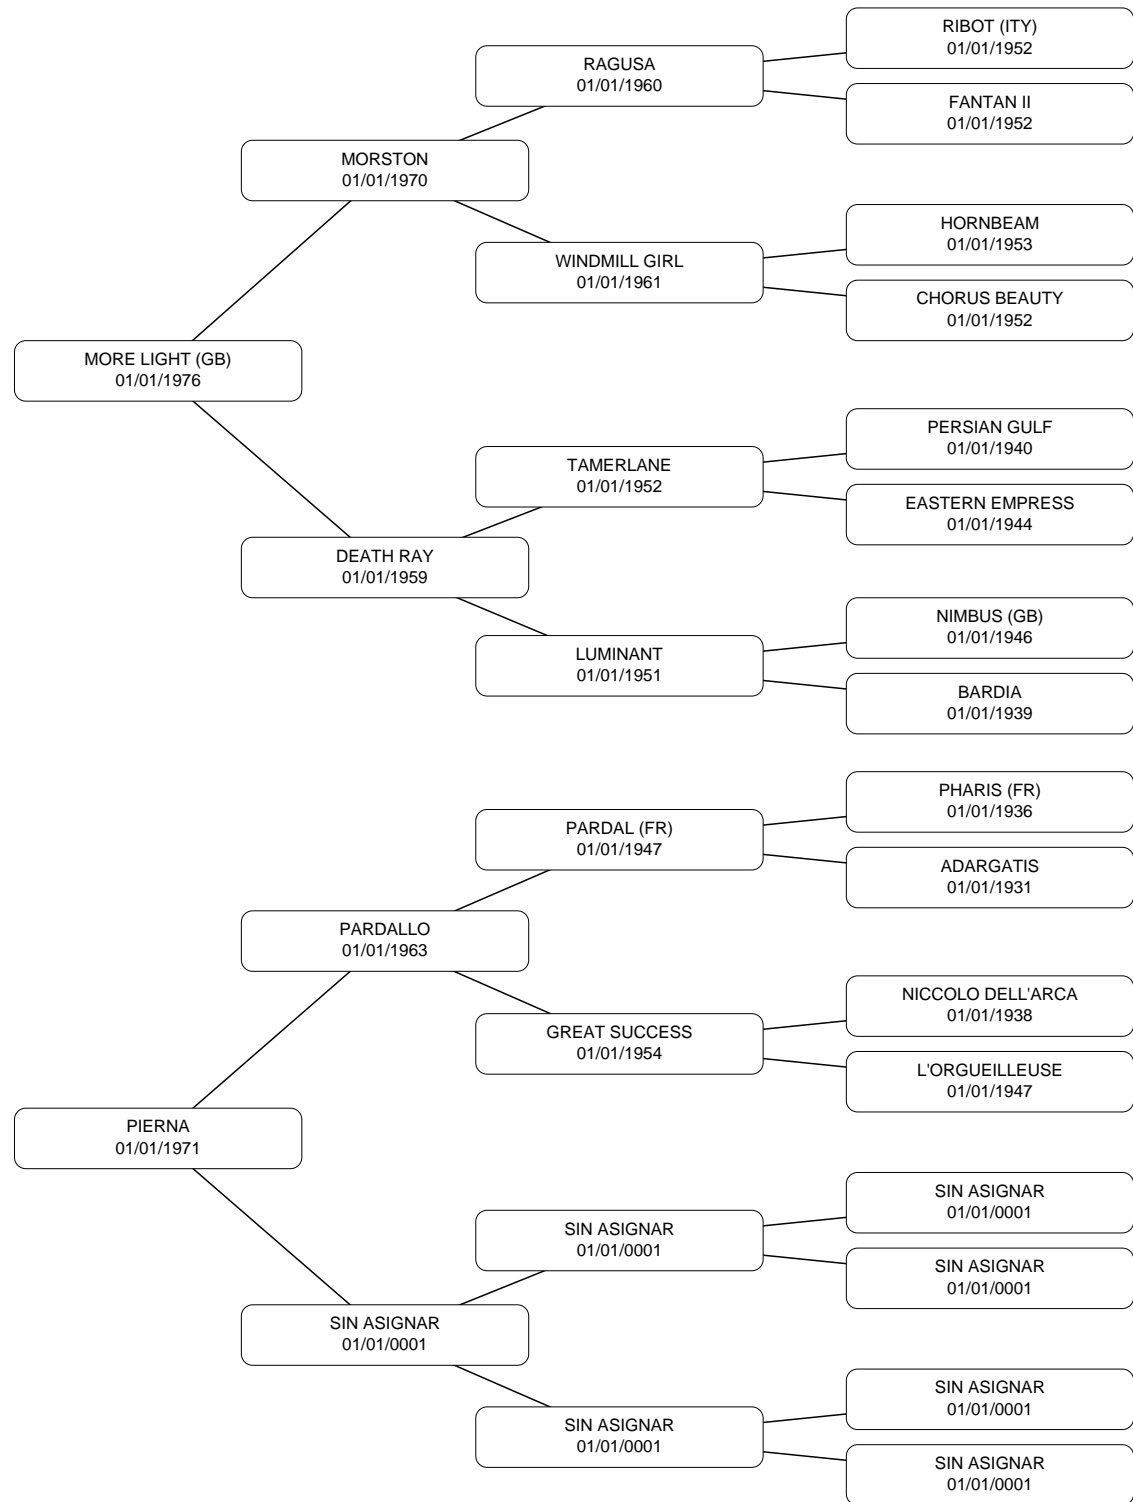 RIBOT (ITY)
01/01/1952
RAGUSA
01/01/1960
FANTAN II
01/01/1952
MORSTON
01/01/1970
HORNBEAM
01/01/1953
WINDMILL GIRL
01/01/1961
CHORUS BEAUTY
01/01/1952
MORE LIGHT (GB)
01/01/1976
PERSIAN GULF
01/01/1940
TAMERLANE
01/01/1952
EASTERN EMPRESS
01/01/1944
DEATH RAY
01/01/1959
NIMBUS (GB)
01/01/1946
LUMINANT
01/01/1951
BARDIA
01/01/1939
PHARIS (FR)
01/01/1936
PARDAL (FR)
01/01/1947
ADARGATIS
01/01/1931
PARDALLO
01/01/1963
NICCOLO DELL'ARCA
01/01/1938
GREAT SUCCESS
01/01/1954
L'ORGUEILLEUSE
01/01/1947
PIERNA
01/01/1971
SIN ASIGNAR
01/01/0001
SIN ASIGNAR
01/01/0001
SIN ASIGNAR
01/01/0001
SIN ASIGNAR
01/01/0001
SIN ASIGNAR
01/01/0001
SIN ASIGNAR
01/01/0001
SIN ASIGNAR
01/01/0001